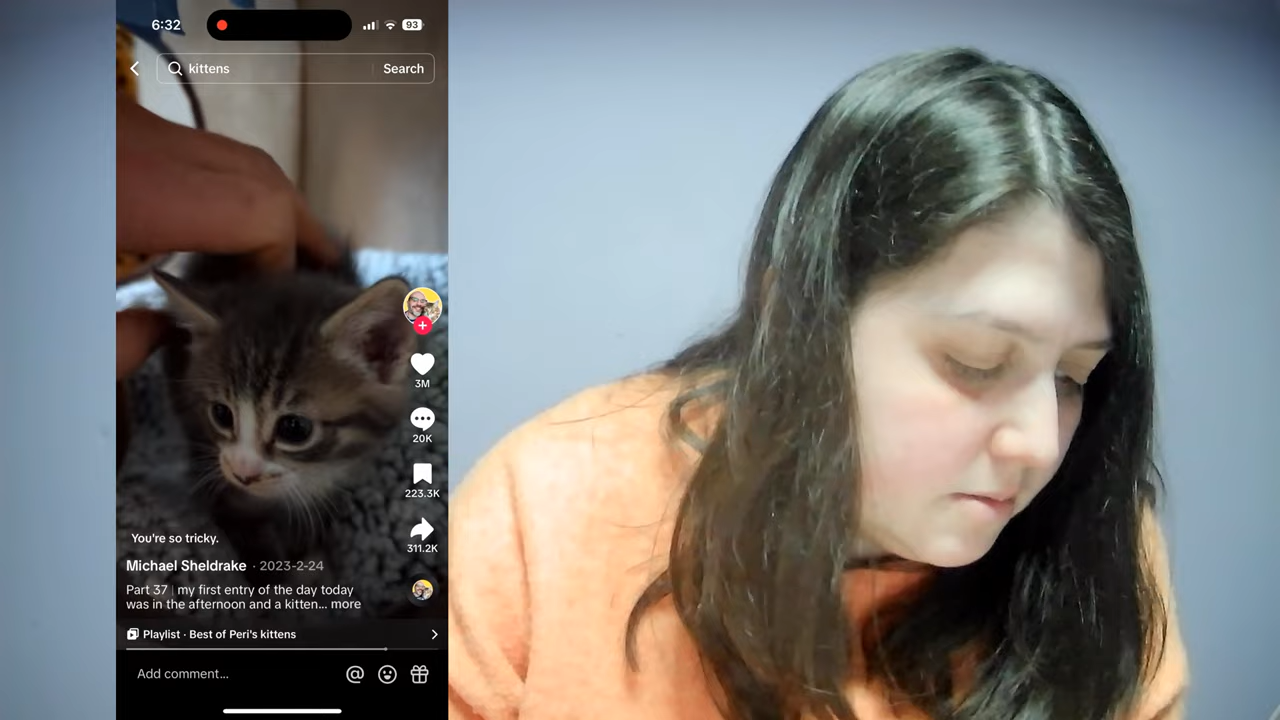 6:32
93
kittens
Search
3M
20K
223.3K
311.2K
You're so tricky.
Michael Sheldrake · 2023-2-24
Part 37 | my first entry of the day today
was in the afternoon and a kitten... more
Playlist · Best of Peri's kittens
Add comment...